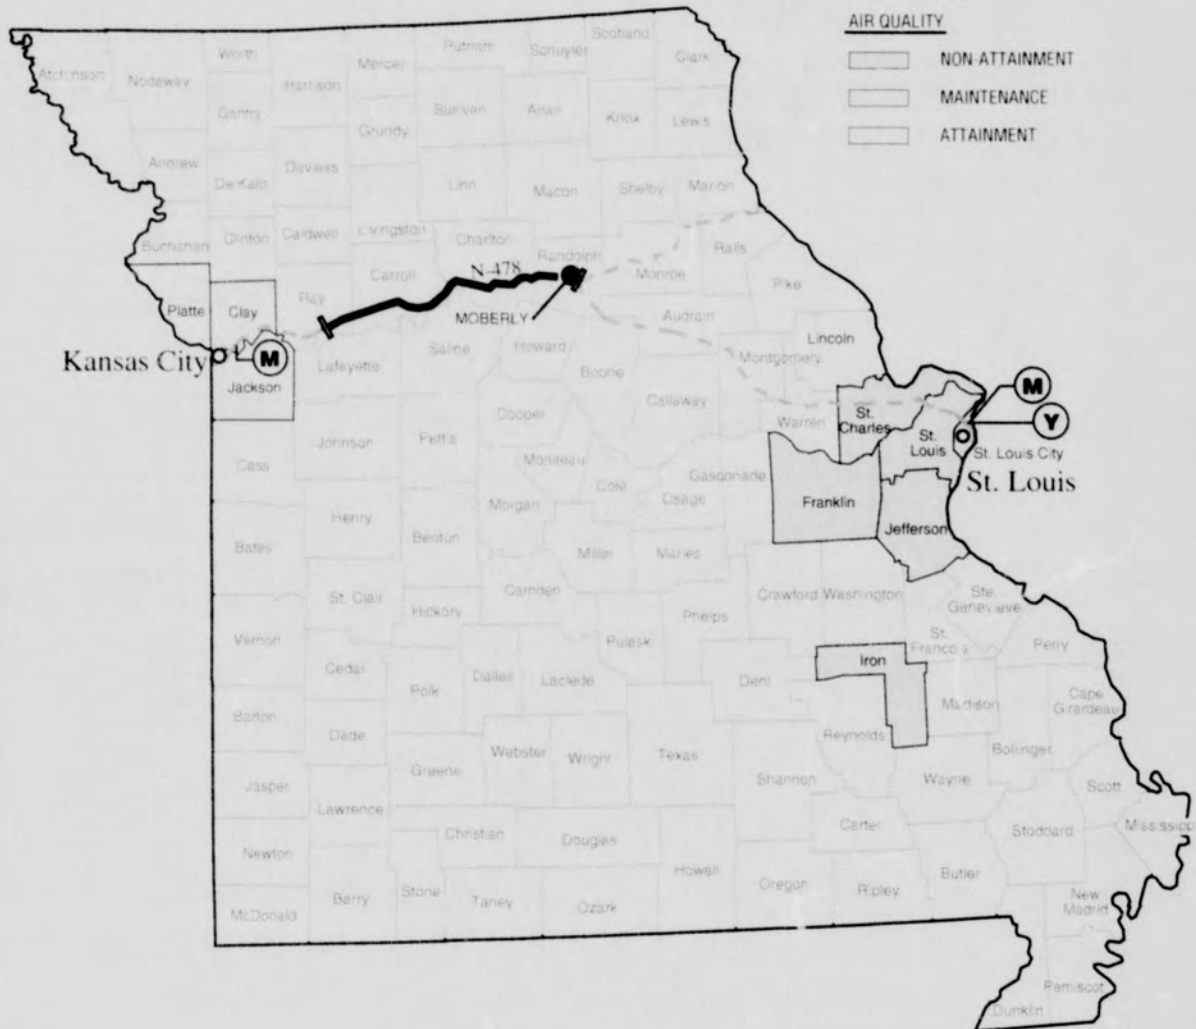 AIR QUALITY
NON-ATTAINMENT
MAINTENANCE
ATTAINMENT
Atchinson
Nodaway
Worth
Harrison
Mercer
Putnam
Schuyler
Scotland
Clark
Gentry
Sullivan
Adair
Knox
Lewis
Grundy
Andrew
De Kalb
Daviess
Linn
Macon
Shelby
Marion
Buchanan
Clinton
Caldwell
Livingston
Chariton
Randolph
Monroe
Ralls
Pike
Carroll
N-478
Ray
Platte
Clay
MOBERLY
Audrain
Kansas City
M
Jackson
Lafayette
Saline
Howard
Boone
Montgomery
Lincoln
Callaway
Warren
St.
Charles
M
Y
St.
Louis
St. Louis City
St. Louis
Cooper
Johnson
Pettis
Moniteau
Cass
Cole
Osage
Gasconade
Franklin
Jefferson
Morgan
Henry
Benton
Miller
Maries
Bates
St. Clair
Camden
Hickory
Phelps
Crawford
Washington
Ste.
Genevieve
St.
Francois
Perry
Vernon
Pulask
Cedar
Polk
Dallas
Laclede
Dent
Iron
Madison
Cape
Girardeau
Barton
Dade
Reynolds
Bollinger
Webster
Wright
Texas
Greene
Shannon
Wayne
Scott
Jasper
Lawrence
Christian
Douglas
Carter
Stoddard
Mississipp
Newton
Howell
Butler
Barry
Stone
Taney
Ozark
Oregon
Ripley
New
Madrid
McDonald
Pemiscot
Dunklin